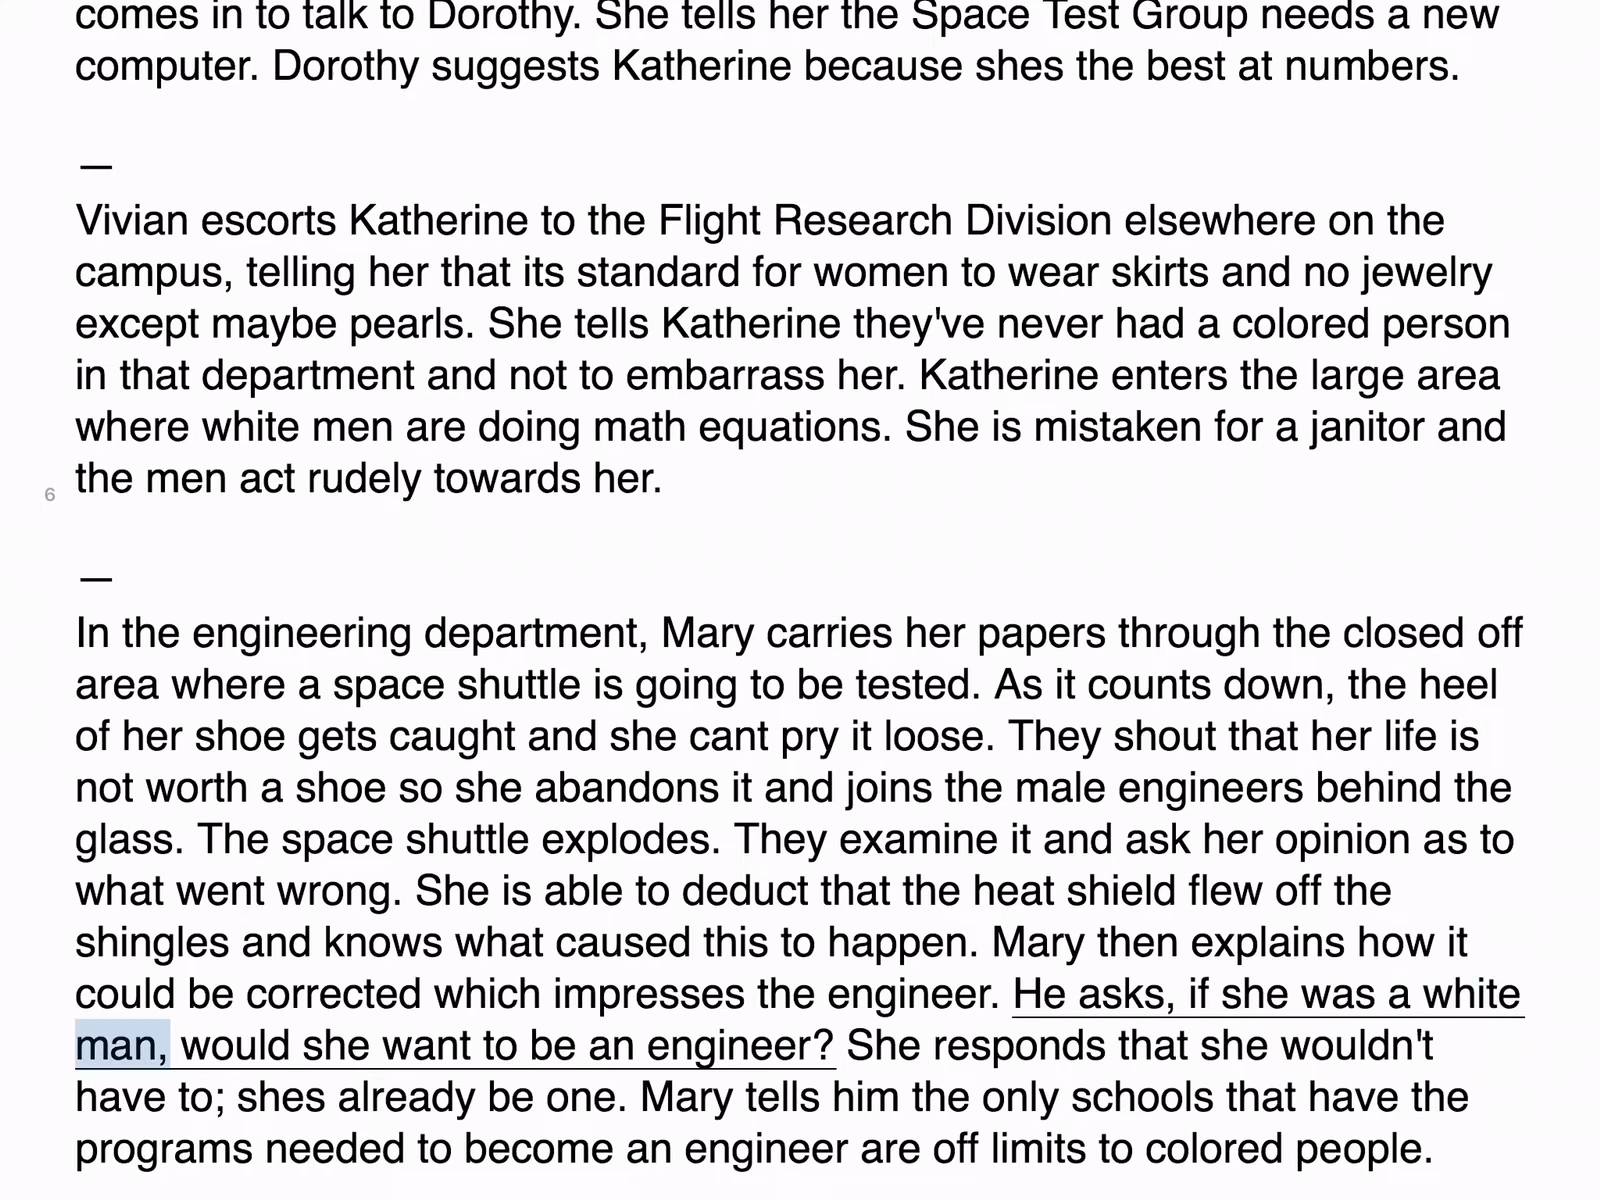 comes in to talk to Dorothy. She tells her the Space Test Group needs a new
computer. Dorothy suggests Katherine because shes the best at numbers.
—
Vivian escorts Katherine to the Flight Research Division elsewhere on the
campus, telling her that its standard for women to wear skirts and no jewelry
except maybe pearls. She tells Katherine they've never had a colored person
in that department and not to embarrass her. Katherine enters the large area
where white men are doing math equations. She is mistaken for a janitor and
6 the men act rudely towards her.
—
In the engineering department, Mary carries her papers through the closed off
area where a space shuttle is going to be tested. As it counts down, the heel
of her shoe gets caught and she cant pry it loose. They shout that her life is
not worth a shoe so she abandons it and joins the male engineers behind the
glass. The space shuttle explodes. They examine it and ask her opinion as to
what went wrong. She is able to deduct that the heat shield flew off the
shingles and knows what caused this to happen. Mary then explains how it
could be corrected which impresses the engineer. He asks, if she was a white
man, would she want to be an engineer? She responds that she wouldn't
have to; shes already be one. Mary tells him the only schools that have the
programs needed to become an engineer are off limits to colored people.